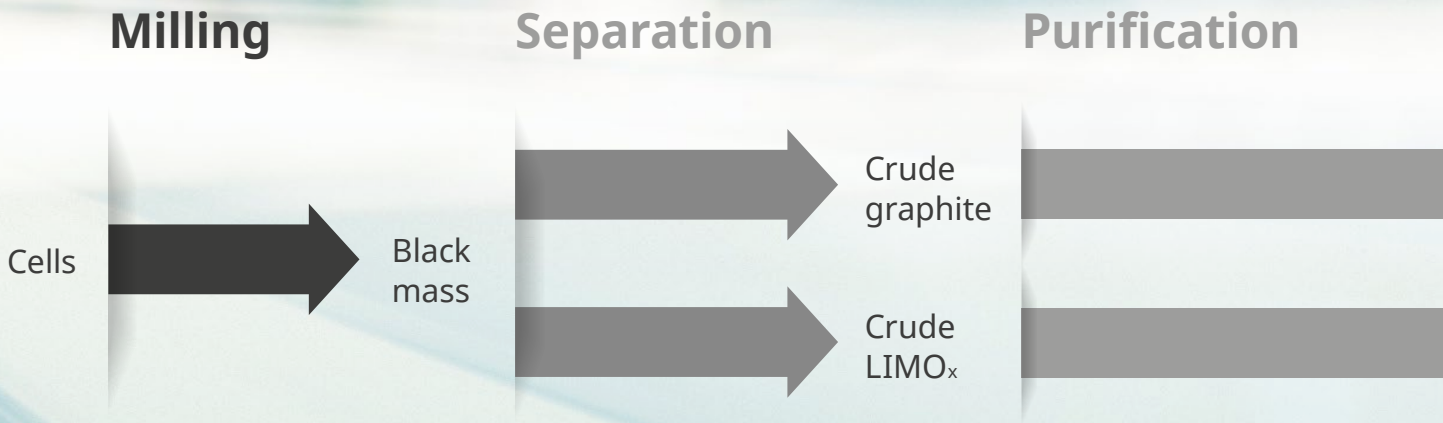 Milling
Separation
Purification
Cells
Black
mass
Crude
graphite
Crude
LIMOx